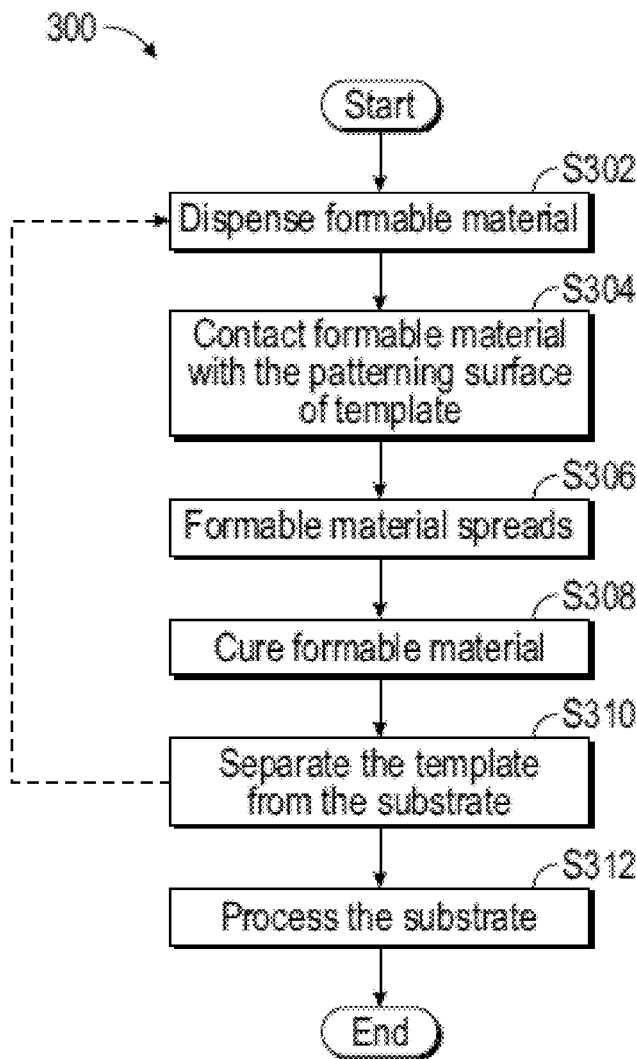 300
Start
S302
Dispense formable material
S304
Contact formable material
with the patterning surface
of template
S306
Formable material spreads
S308
Cure formable material
S310
Separate the template
from the substrate
S312
Process the substrate
End